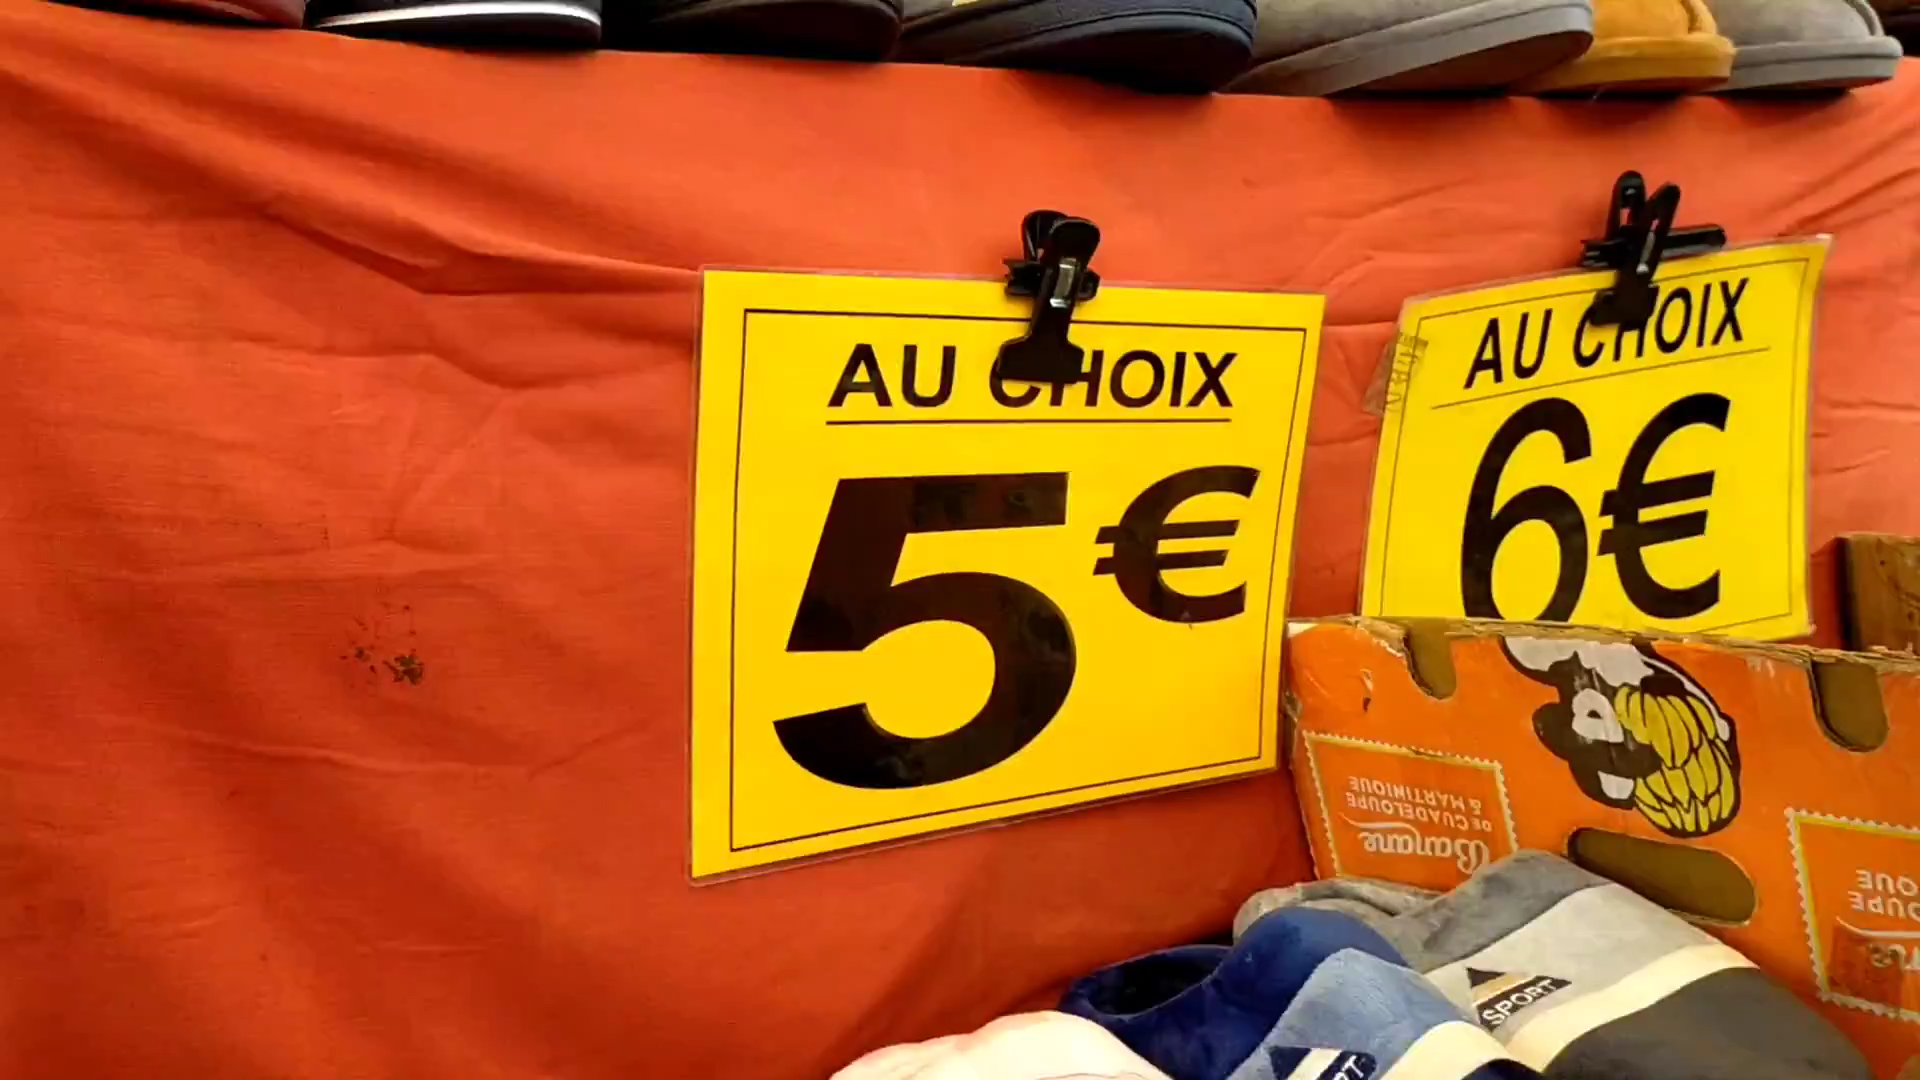 AU CHOIX
5€
AU CHOIX
6€
Banane
DE GUADELOUPE
& MARTINIQUE
SPORT